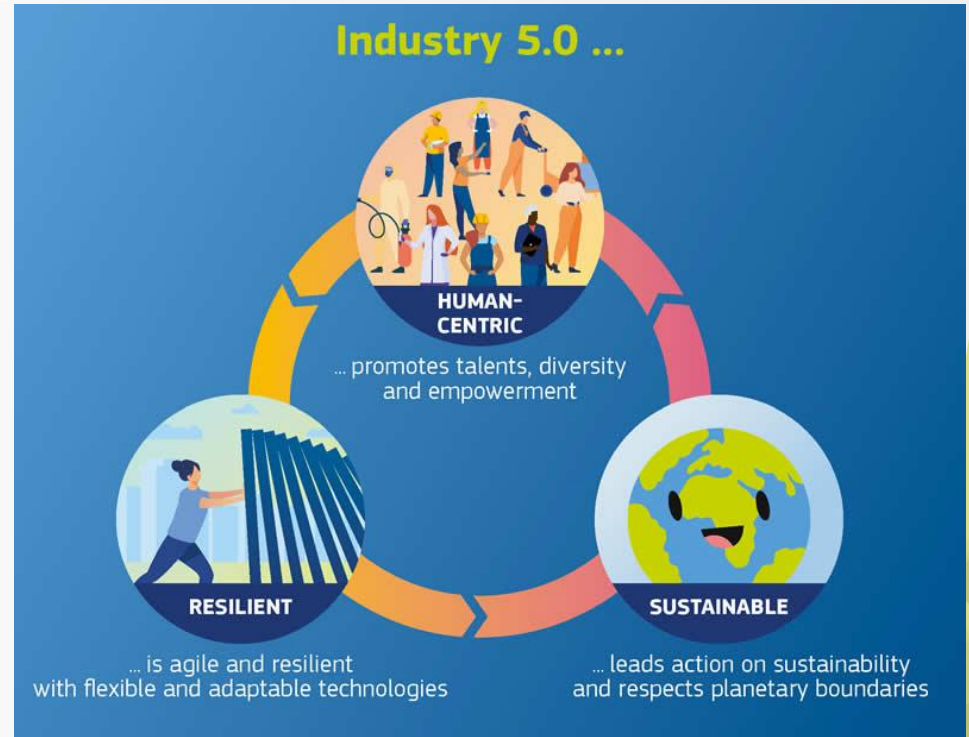 Industry 5.0 ...
HUMAN-
CENTRIC
... promotes talents, diversity
and empowerment
RESILIENT
... is agile and resilient
with flexible and adaptable technologies
SUSTAINABLE
... leads action on sustainability
and respects planetary boundaries